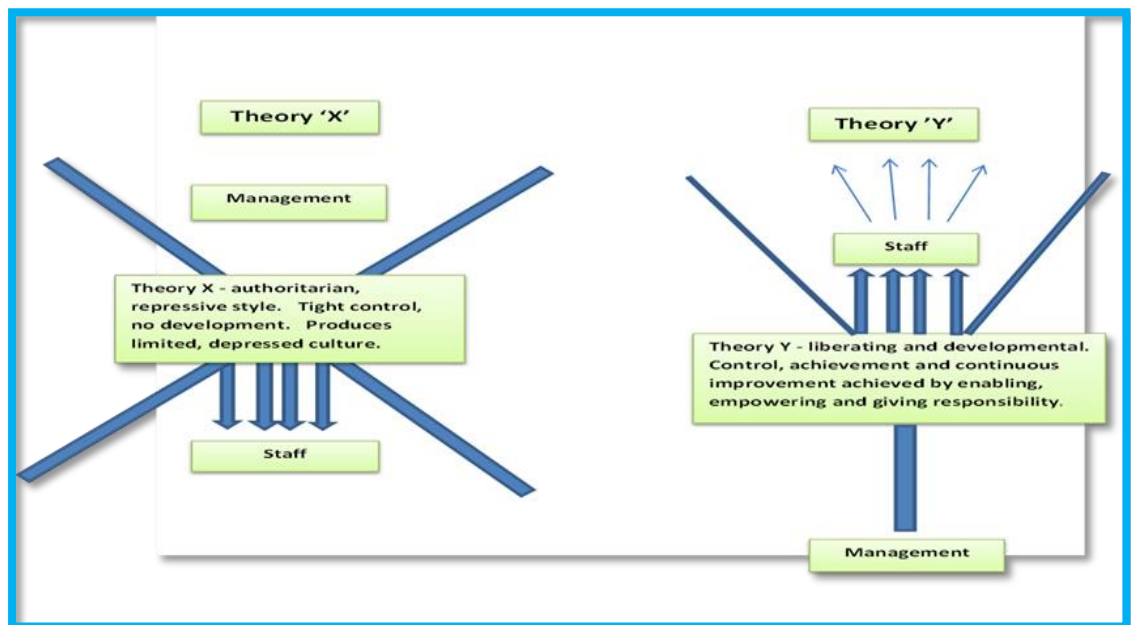 Theory ‘X’
Management
Theory X - authoritarian,
repressive style. Tight control,
no development. Produces
limited, depressed culture.
Staff
Theory ’Y’
Staff
Theory Y - liberating and developmental.
Control, achievement and continuous
improvement achieved by enabling,
empowering and giving responsibility.
Management